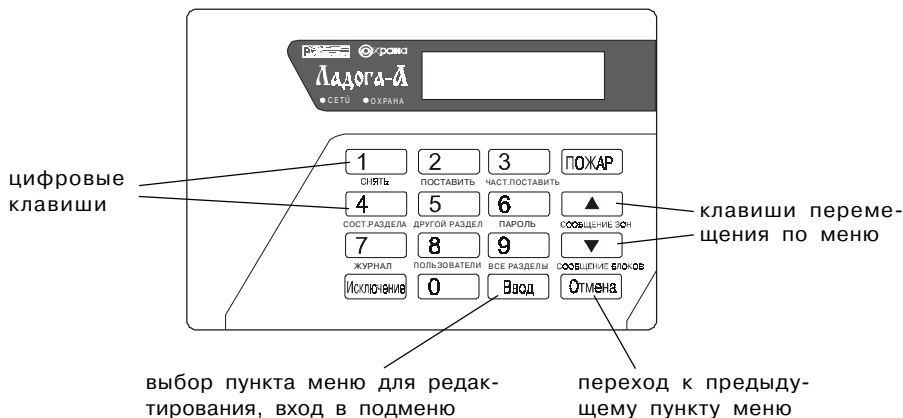 охрана
Ладога-А
СЕТЬ ОХРАНА
1 2 3 ПОЖАР
СНЯТЬ ПОСТАВИТЬ ЧАСТ.ПОСТАВИТЬ
цифровые
клавиши
4 5 6 ▲
СОСТ.РАЗДЕЛА ДРУГОЙ РАЗДЕЛ ПАРОЛЬ СООБЩЕНИЕ ЗОН
клавиши переме-
щения по меню
7 8 9 ▼
ЖУРНАЛ ПОЛЬЗОВАТЕЛИ ВСЕ РАЗДЕЛЫ СООБЩЕНИЕ БЛОКОВ
Исключение 0 Ввод Отмена
выбор пункта меню для редак-
тирования, вход в подменю
переход к предыду-
щему пункту меню